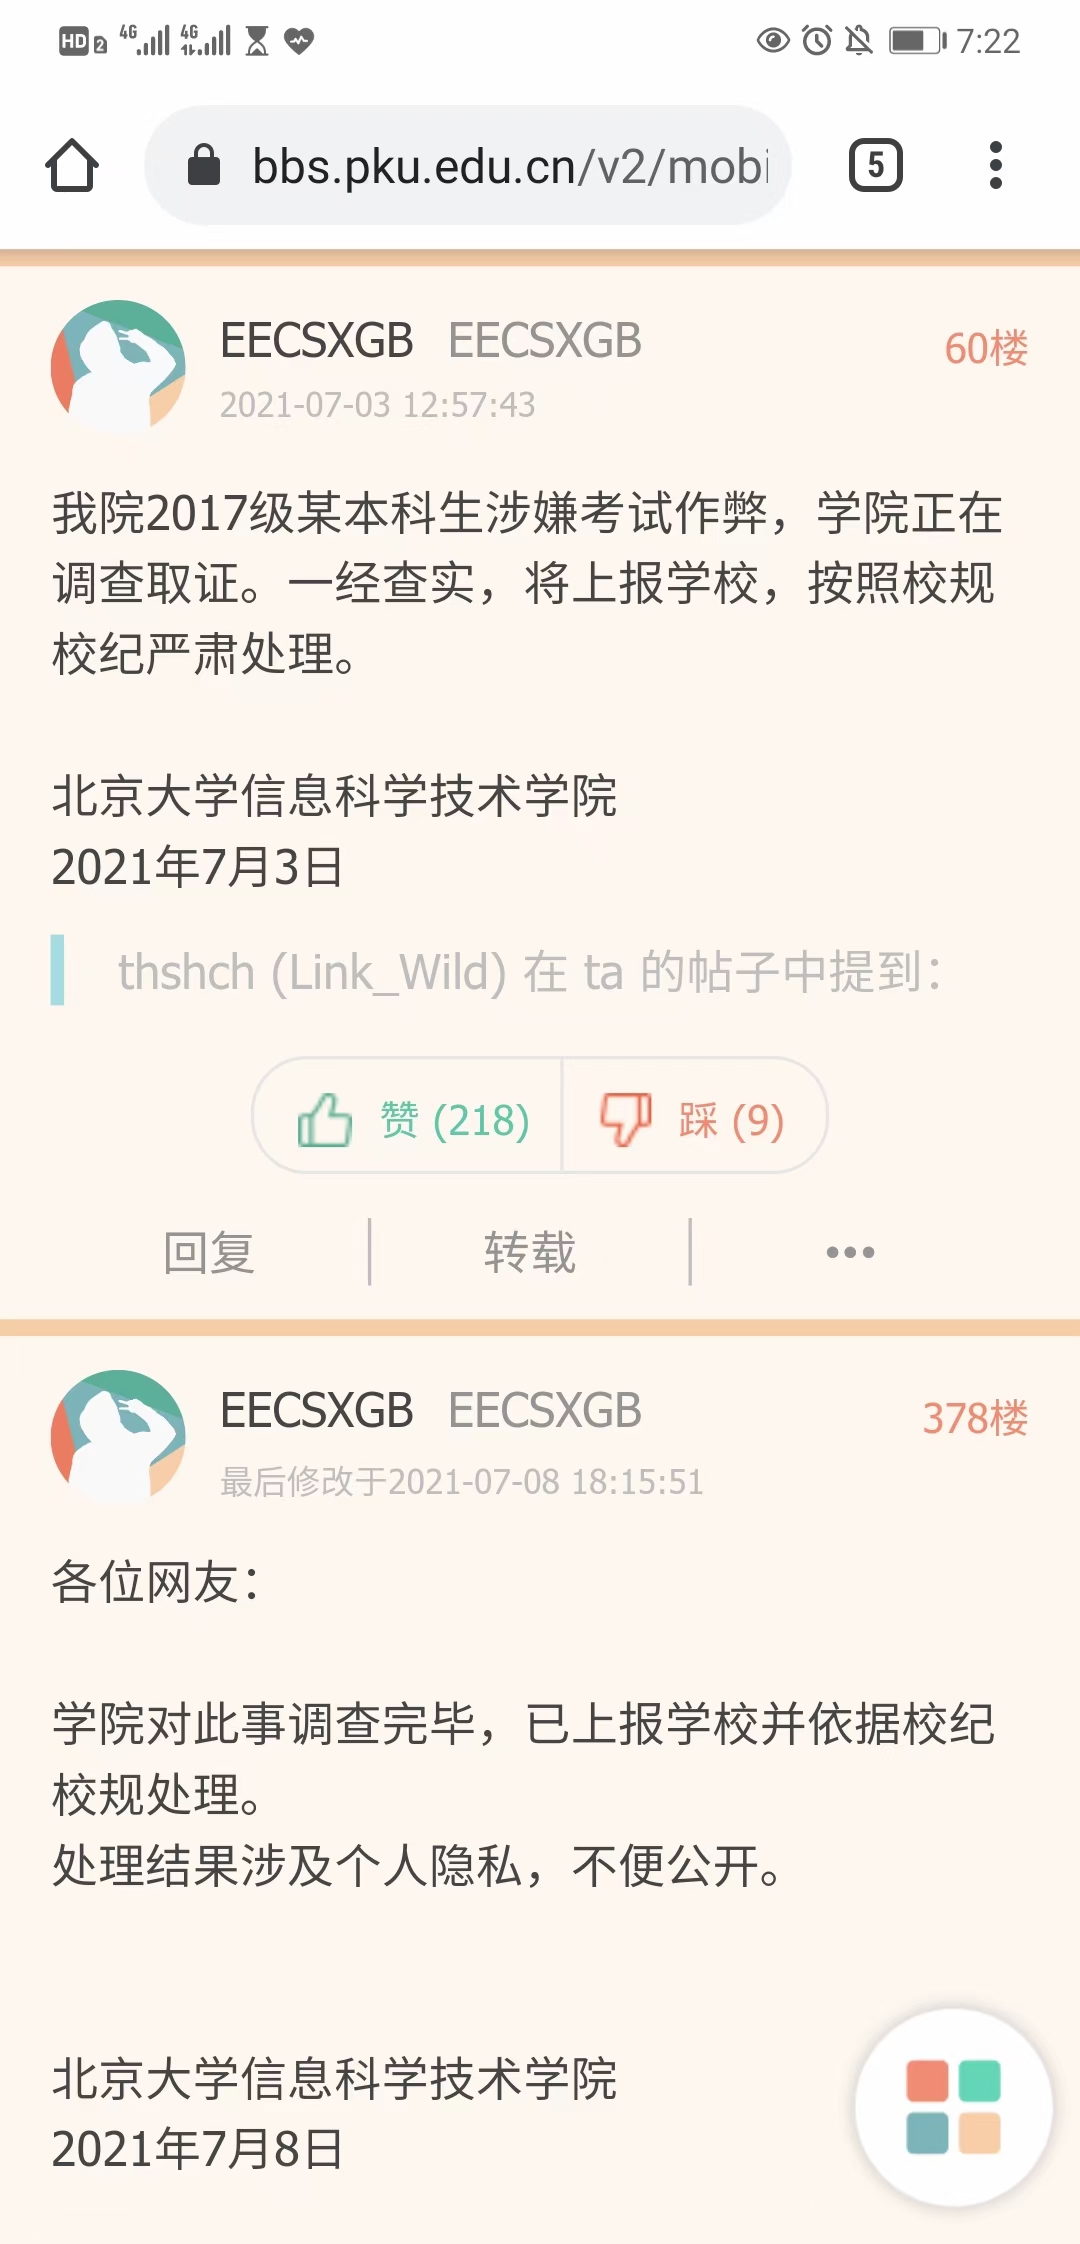 HD 2 4G 4G 7:22
bbs.pku.edu.cn/v2/mobi 5
EECSXGB EECSXGB 60楼
2021-07-03 12:57:43
我院2017级某本科生涉嫌考试作弊，学院正在
调查取证。一经查实，将上报学校，按照校规
校纪严肃处理。
北京大学信息科学技术学院
2021年7月3日
thshch (Link_Wild) 在 ta 的帖子中提到：
赞 (218) 踩 (9)
回复 转载
EECSXGB EECSXGB 378楼
最后修改于2021-07-08 18:15:51
各位网友：
学院对此事调查完毕，已上报学校并依据校纪
校规处理。
处理结果涉及个人隐私，不便公开。
北京大学信息科学技术学院
2021年7月8日